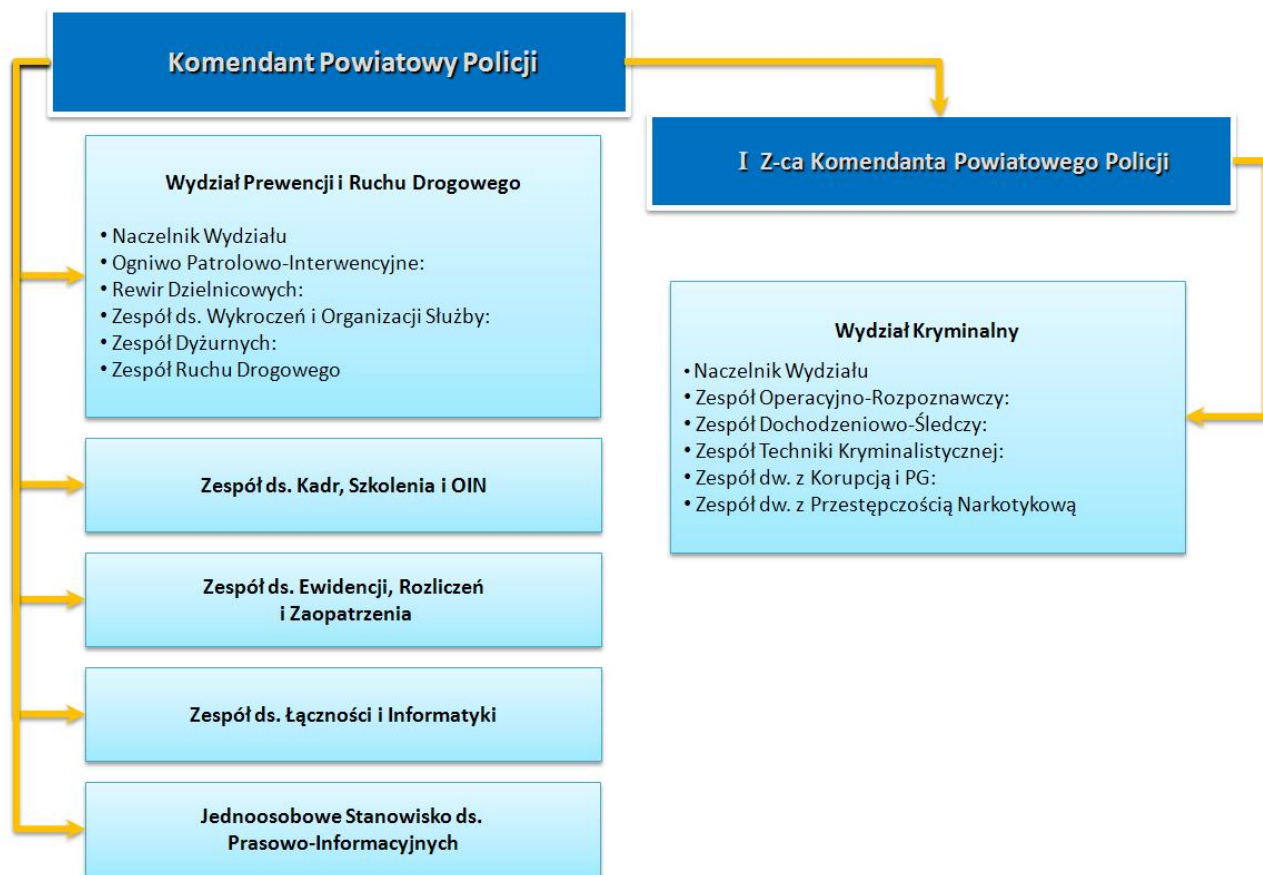 Komendant Powiatowy Policji
I Z-ca Komendanta Powiatowego Policji
Wydział Prewencji i Ruchu Drogowego
• Naczelnik Wydziału
• Ogniwo Patrolowo-Interwencyjne:
• Rewir Dzielnicowych:
• Zespół ds. Wykroczeń i Organizacji Służby:
• Zespół Dyżurnych:
• Zespół Ruchu Drogowego
Zespół ds. Kadr, Szkolenia i OIN
Zespół ds. Ewidencji, Rozliczeń
i Zaopatrzenia
Zespół ds. Łączności i Informatyki
Jednoosobowe Stanowisko ds.
Prasowo-Informacyjnych
Wydział Kryminalny
• Naczelnik Wydziału
• Zespół Operacyjno-Rozpoznawczy:
• Zespół Dochodzeniowo-Śledczy:
• Zespół Techniki Kryminalistycznej:
• Zespół dw. z Korupcją i PG:
• Zespół dw. z Przestępczością Narkotykową